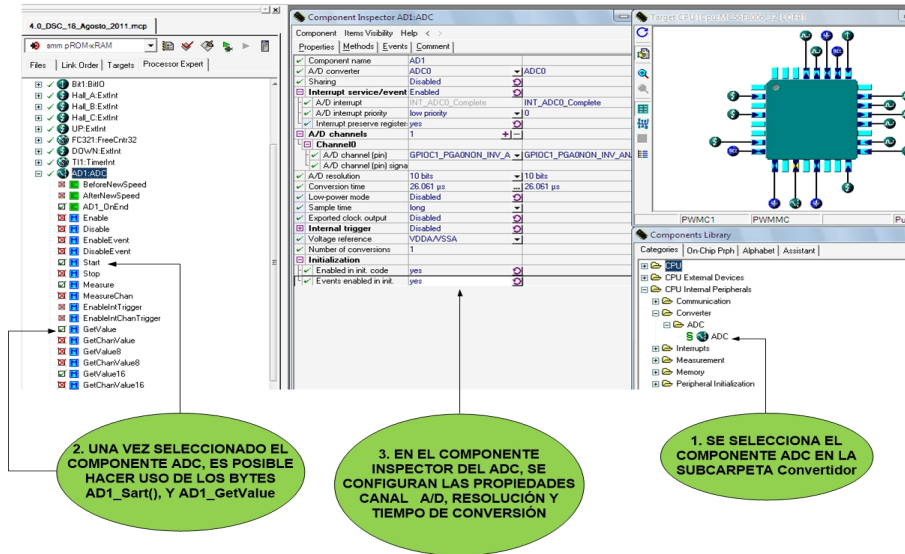 4.0_DSC_18_Agosto_2011.mcp
smm pROM-xRAM
Files | Link Order | Targets | Processor Expert
Bit1:BitIO
Hall_A:ExtInt
Hall_B:ExtInt
Hall_C:ExtInt
UP:ExtInt
FC321:FreeCntr32
DOWN:ExtInt
TI1:TimerInt
AD1:ADC
BeforeNewSpeed
AfterNewSpeed
AD1_OnEnd
Enable
Disable
EnableEvent
DisableEvent
Start
Stop
Measure
MeasureChan
EnableIntTrigger
EnableIntChanTrigger
GetValue
GetChanValue
GetValue8
GetChanValue8
GetValue16
GetChanValue16
Component Inspector AD1:ADC
Component Items Visibility Help < >
Properties | Methods | Events | Comment
Component name AD1
A/D converter ADC0 ADC0
Sharing Disabled
Interrupt service/event Enabled
A/D interrupt INT_ADC0_Complete INT_ADC0_Complete
A/D interrupt priority low priority 0
Interrupt preserve register: yes
A/D channels 1
Channel0
A/D channel (pin) GPIOC1_PGA0NON_INV_A GPIOC1_PGA0NON_INV_AN
A/D channel (pin) signa
A/D resolution 10 bits 10 bits
Conversion time 26.061 µs ... 26.061 µs
Low-power mode Disabled
Sample time long
Exported clock output Disabled
Internal trigger Disabled
Voltage reference VDDA/VSSA
Number of conversions 1
Initialization
Enabled in init. code yes
Events enabled in init. yes
PWMC1 PWMMC Pu
Components Library
Categories | On-Chip Prph | Alphabet | Assistant
CPU
CPU External Devices
CPU Internal Peripherals
Communication
Converter
ADC
ADC
Interrupts
Measurement
Memory
Peripheral Initialization
2. UNA VEZ SELECCIONADO EL
COMPONENTE ADC, ES POSIBLE
HACER USO DE LOS BYTES
AD1_Sart(), Y AD1_GetValue
3. EN EL COMPONENTE
INSPECTOR DEL ADC, SE
CONFIGURAN LAS PROPIEDADES
CANAL A/D, RESOLUCIÓN Y
TIEMPO DE CONVERSIÓN
1. SE SELECCIONA EL
COMPONENTE ADC EN LA
SUBCARPETA Convertidor